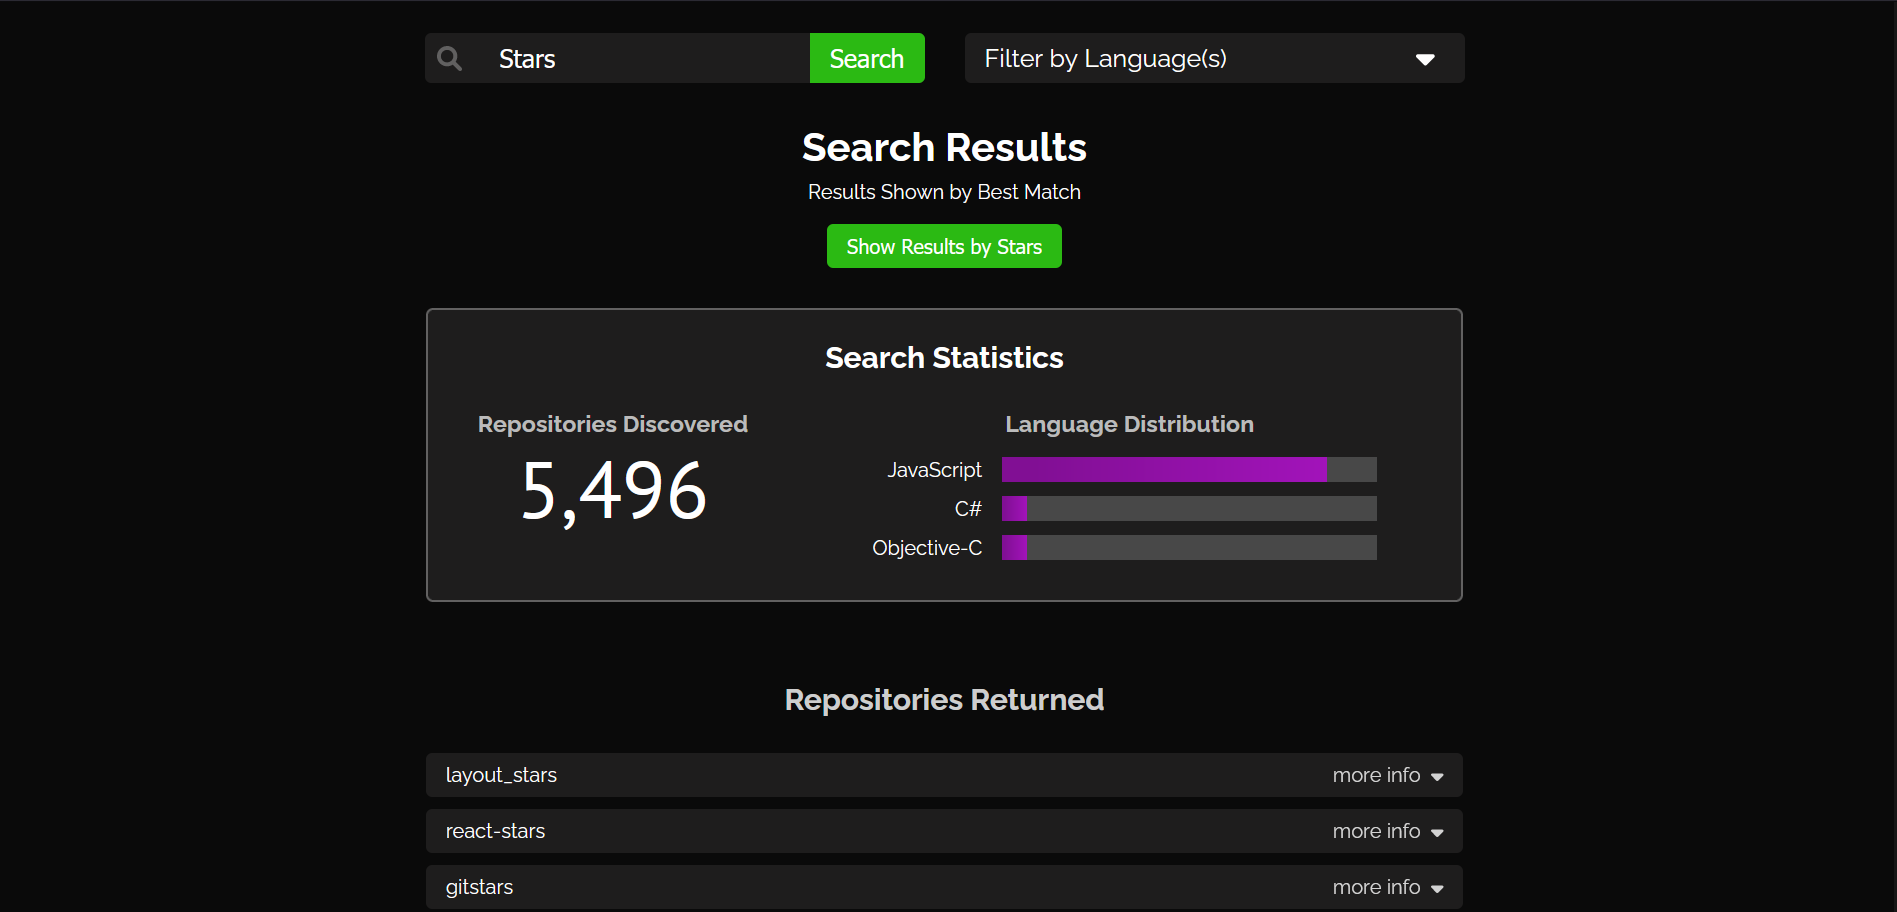 Stars
Search
Filter by Language(s)
Search Results
Results Shown by Best Match
Show Results by Stars
Search Statistics
Repositories Discovered
5,496
Language Distribution
JavaScript
C#
Objective-C
Repositories Returned
layout_stars more info
react-stars more info
gitstars more info